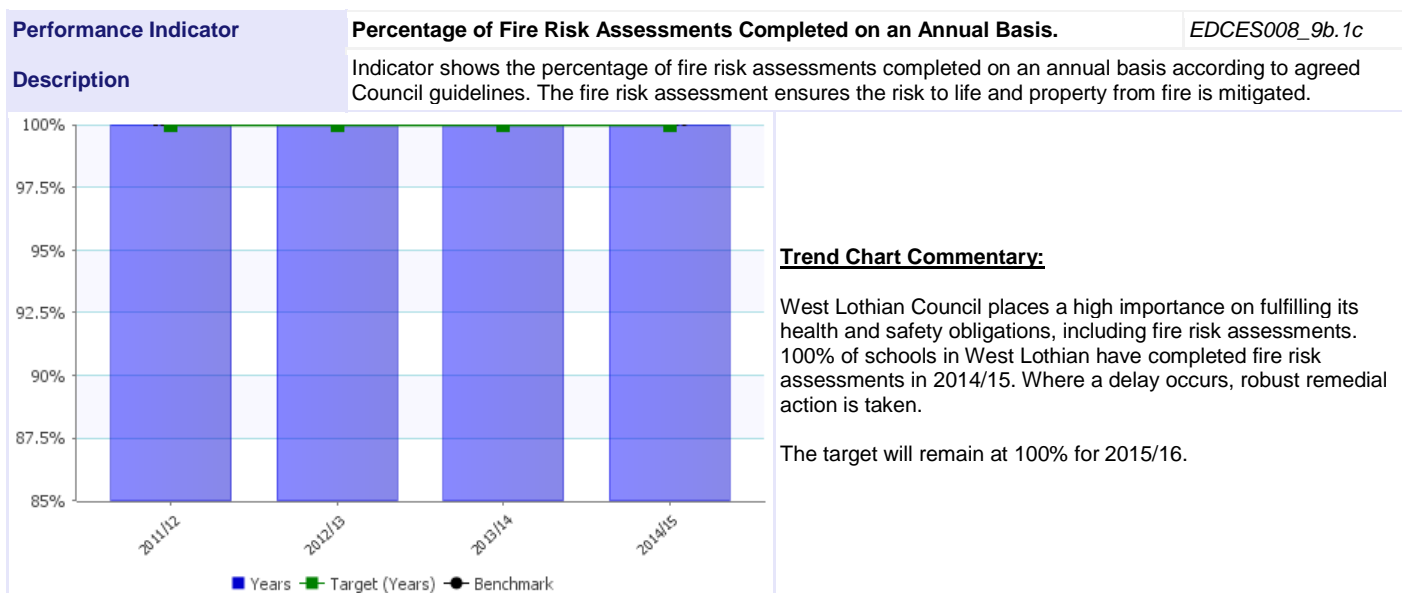 Performance Indicator
Percentage of Fire Risk Assessments Completed on an Annual Basis.
EDCES008_9b.1c
Description
Indicator shows the percentage of fire risk assessments completed on an annual basis according to agreed
Council guidelines. The fire risk assessment ensures the risk to life and property from fire is mitigated.
100%
97.5%
95%
92.5%
90%
87.5%
85%
2011/12
2012/13
2013/14
2014/15
Years Target (Years) Benchmark
Trend Chart Commentary:
West Lothian Council places a high importance on fulfilling its
health and safety obligations, including fire risk assessments.
100% of schools in West Lothian have completed fire risk
assessments in 2014/15. Where a delay occurs, robust remedial
action is taken.
The target will remain at 100% for 2015/16.